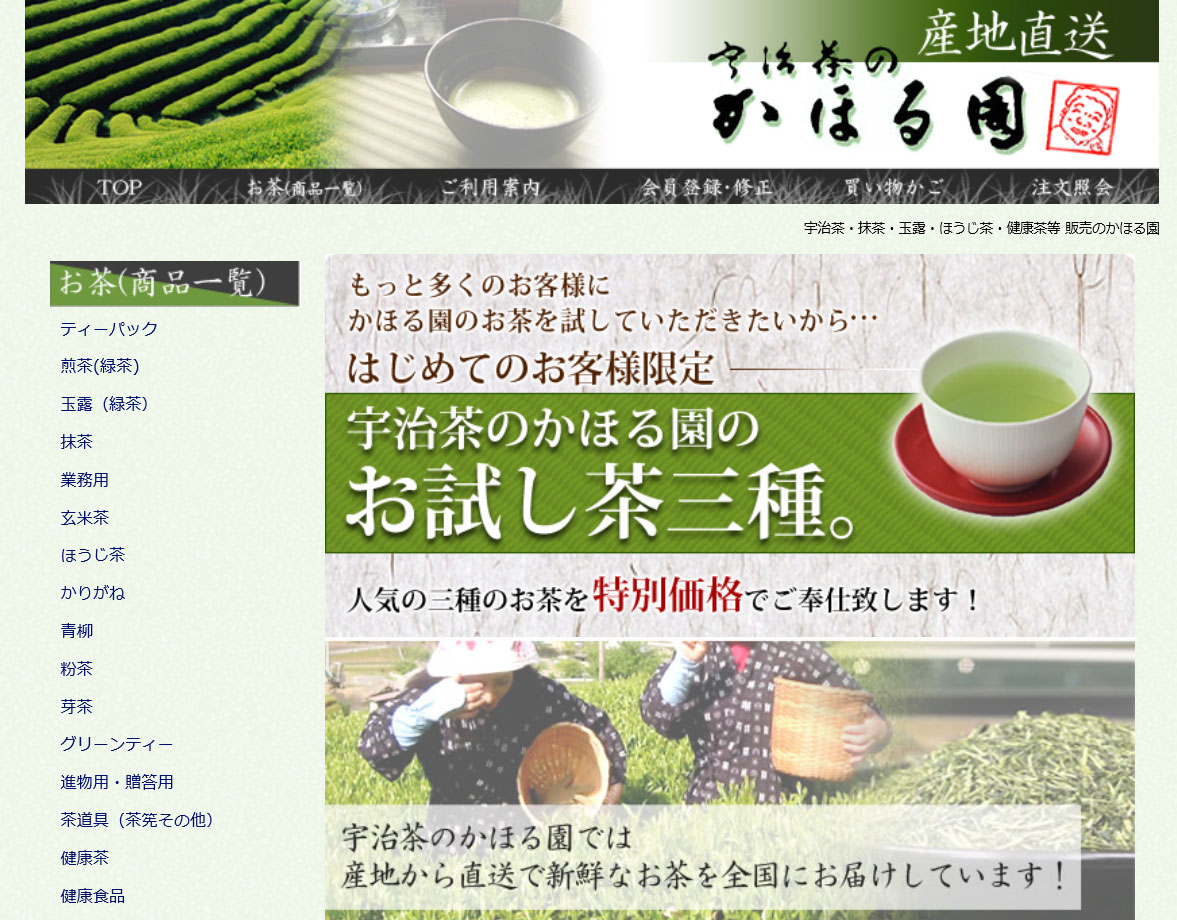 産地直送
宇治茶の
かほる園
TOP
お茶(商品一覧)
ご利用案内
会員登録・修正
買い物かご
注文照会
宇治茶・抹茶・玉露・ほうじ茶・健康茶等 販売のかほる園
お茶(商品一覧)
ティーパック
煎茶(緑茶)
玉露（緑茶）
抹茶
業務用
玄米茶
ほうじ茶
かりがね
青柳
粉茶
芽茶
グリーンティー
進物用・贈答用
茶道具（茶筅その他）
健康茶
健康食品
もっと多くのお客様に
かほる園のお茶を試していただきたいから…
はじめてのお客様限定
宇治茶のかほる園の
お試し茶三種。
人気の三種のお茶を特別価格でご奉仕致します！
宇治茶のかほる園では
産地から直送で新鮮なお茶を全国にお届けしています！